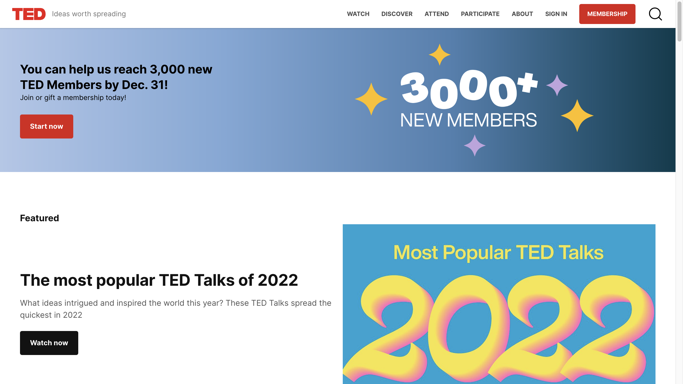 TED Ideas worth spreading WATCH DISCOVER ATTEND PARTICIPATE ABOUT SIGN IN MEMBERSHIP
You can help us reach 3,000 new
TED Members by Dec. 31!
Join or gift a membership today!
Start now
3000+
NEW MEMBERS
Featured
The most popular TED Talks of 2022
What ideas intrigued and inspired the world this year? These TED Talks spread the
quickest in 2022
Watch now
Most Popular TED Talks
2022